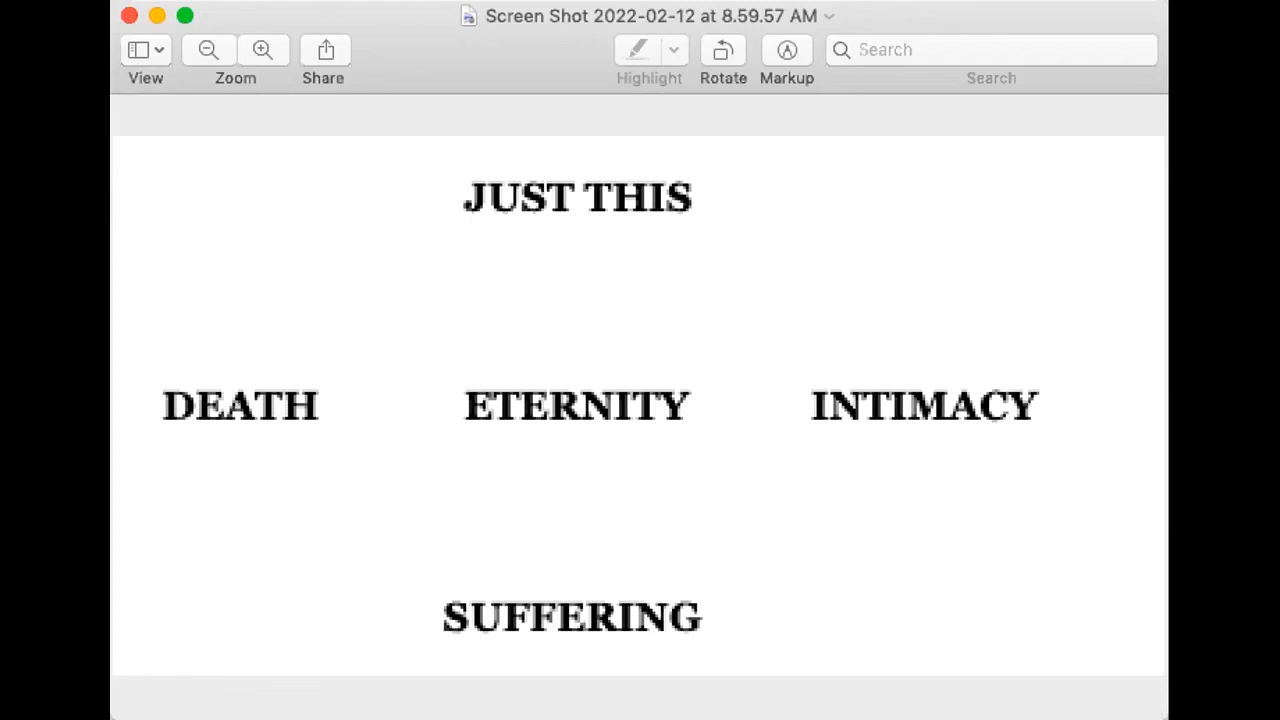 Screen Shot 2022-02-12 at 8.59.57 AM
Search
View Zoom Share Highlight Rotate Markup Search
JUST THIS
DEATH ETERNITY INTIMACY
SUFFERING